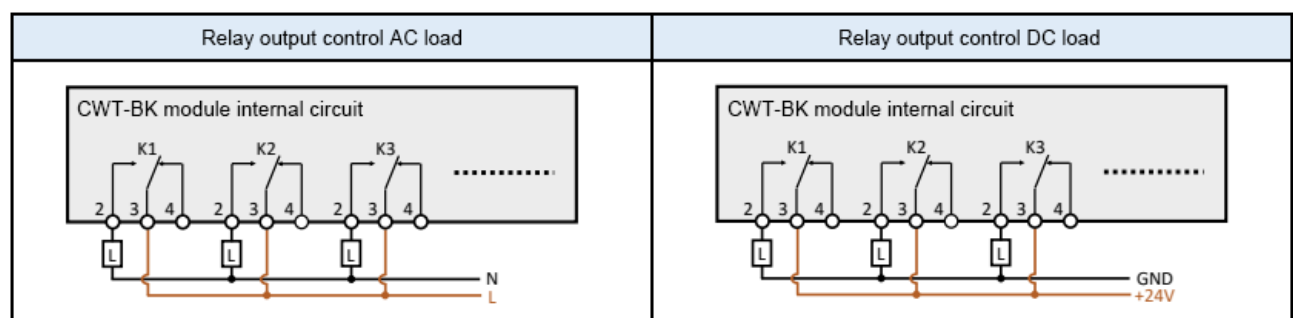 Relay output control AC load
Relay output control DC load
CWT-BK module internal circuit
K1 K2 K3
2 3 4 2 3 4 2 3 4
L L L
N
L
CWT-BK module internal circuit
K1 K2 K3
2 3 4 2 3 4 2 3 4
L L L
GND
+24V